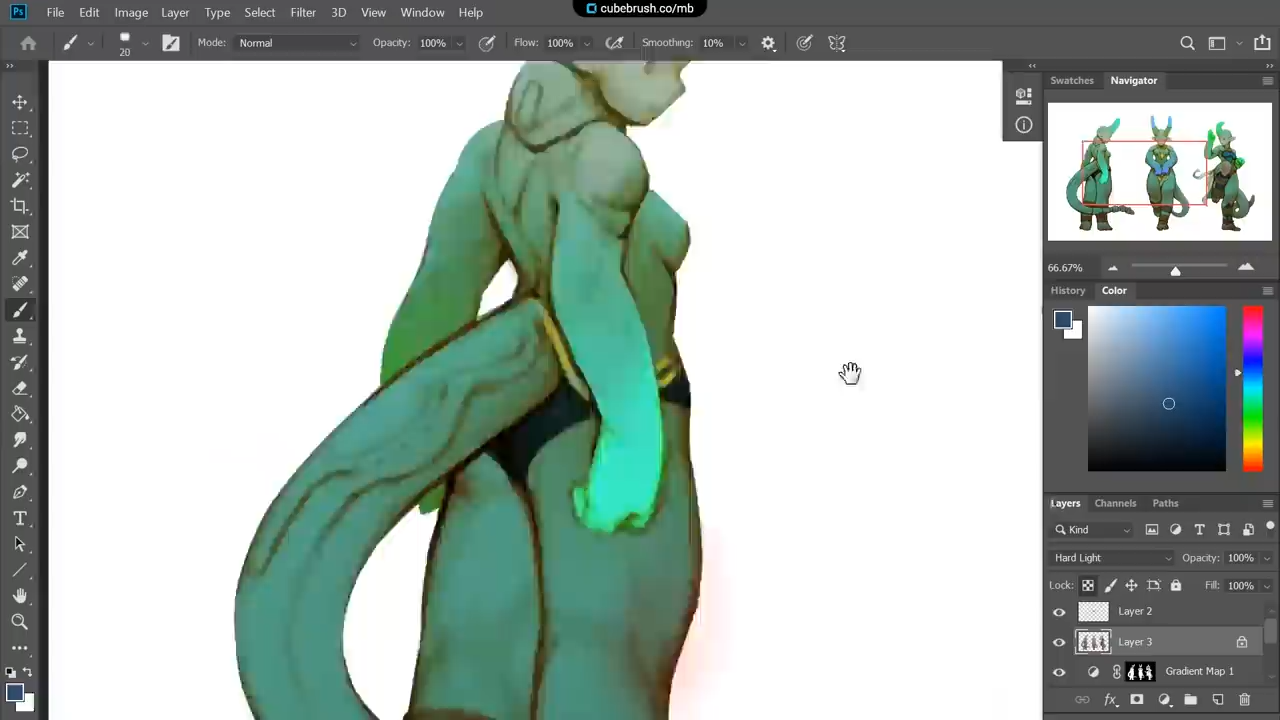 cubebrush.co/mb
Ps File Edit Image Layer Type Select Filter 3D View Window Help
20 Mode: Normal Opacity: 100% Flow: 100% Smoothing: 10%
Swatches Navigator
66.67%
History Color
Layers Channels Paths
Kind
Hard Light Opacity: 100%
Lock: Fill: 100%
Layer 2
Layer 3
Gradient Map 1
fx